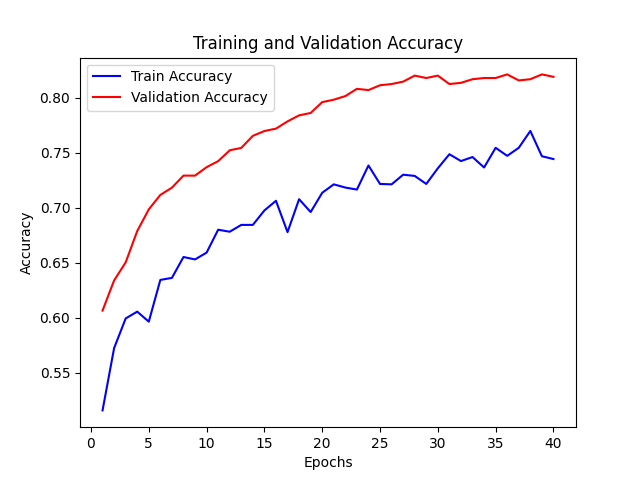 Training and Validation Accuracy
Train Accuracy
Validation Accuracy
0.80
0.75
0.70
0.65
0.60
0.55
Accuracy
0 5 10 15 20 25 30 35 40
Epochs